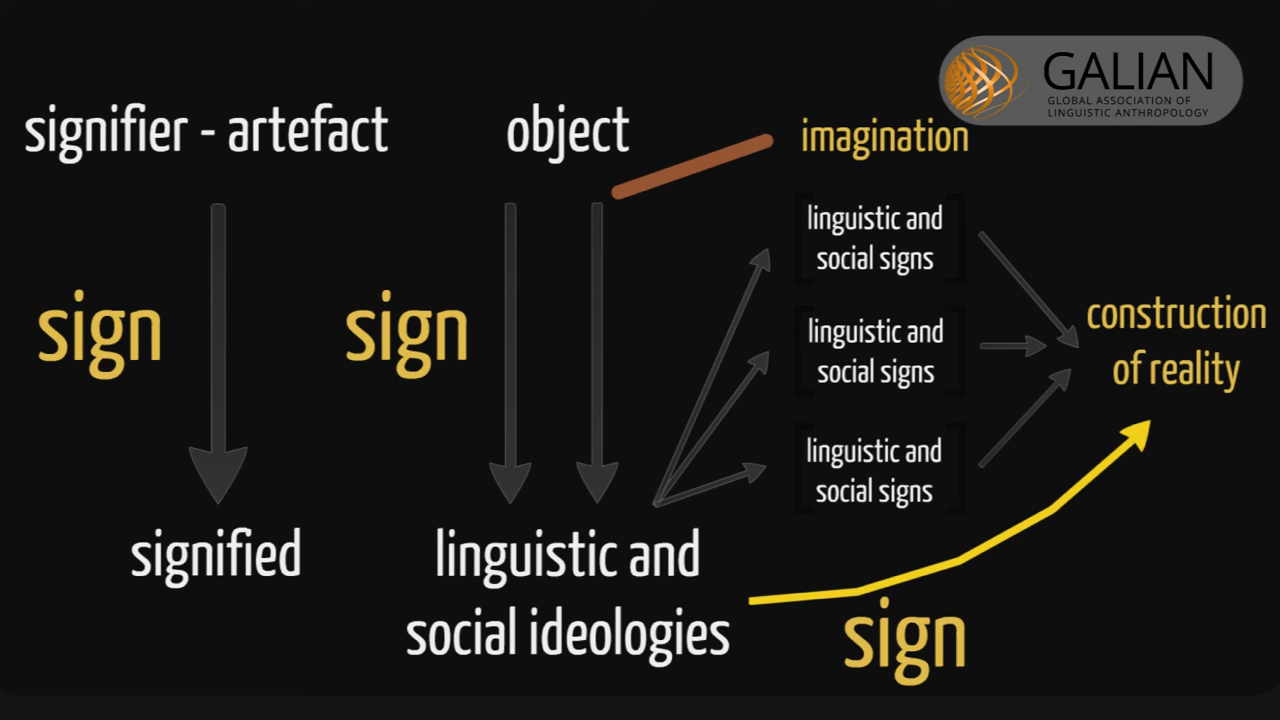 GALIAN
GLOBAL ASSOCIATION OF
LINGUISTIC ANTHROPOLOGY
signifier - artefact
object
imagination
sign
sign
linguistic and
social signs
linguistic and
social signs
linguistic and
social signs
construction
of reality
signified
linguistic and
social ideologies
sign